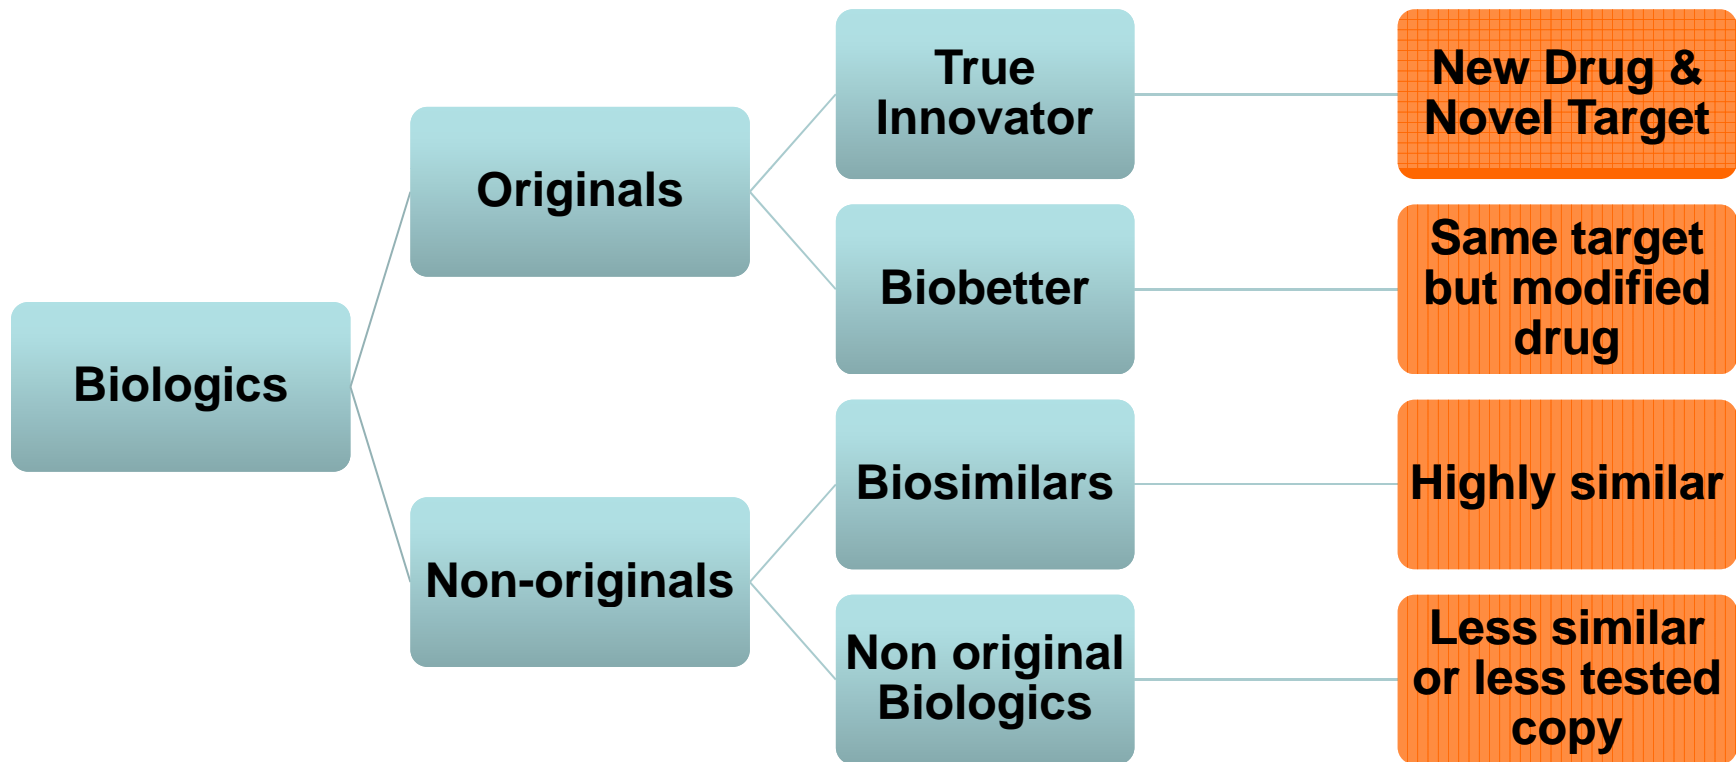 True
Innovator
New Drug &
Novel Target
Originals
Same target
but modified
drug
Biobetter
Biologics
Biosimilars
Highly similar
Non-originals
Non original
Biologics
Less similar
or less tested
copy